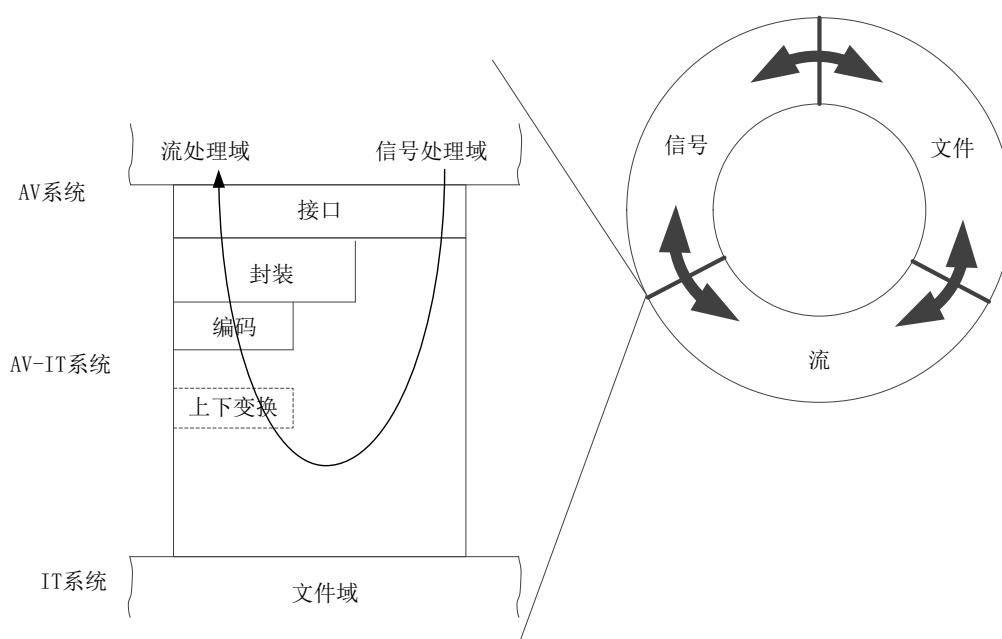 流处理域
信号处理域
AV系统
接口
封装
编码
AV-IT系统
上下变换
IT系统
文件域
信号
文件
流